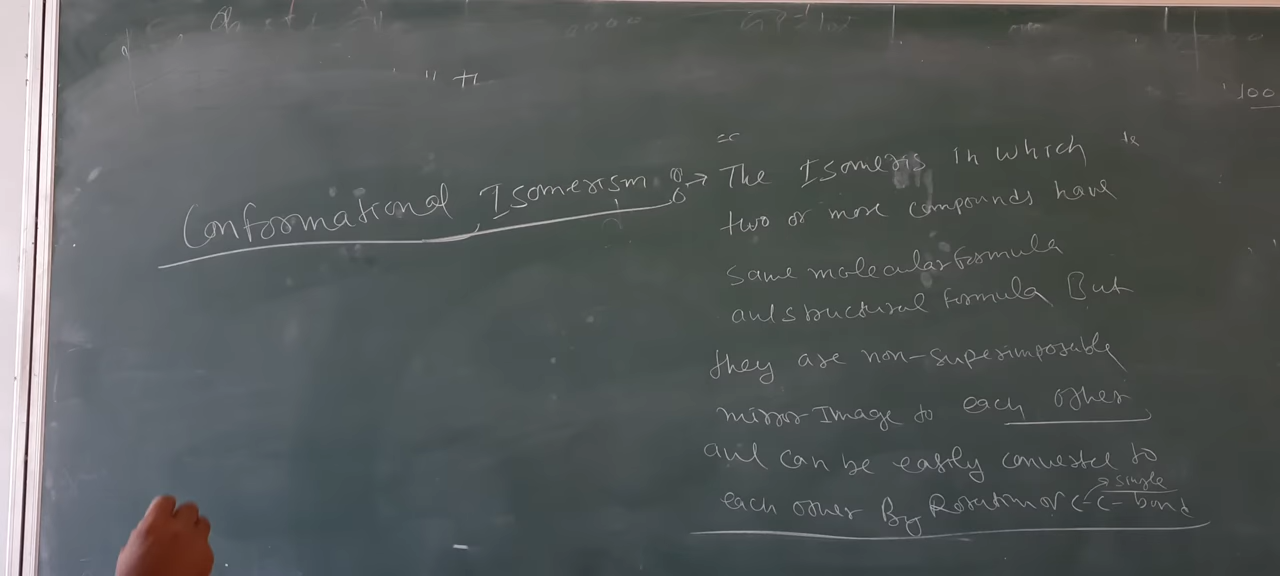 100
Conformational Isomerism :→ The Isomeris in which
two or more compounds have
same molecular formula
and structural formula But
they are non-superimposable
mirror-Image to each other
and can be easily converted to
single
each other By Rotation of C-C- bond